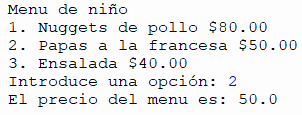 Menu de niño
1. Nuggets de pollo $80.00
2. Papas a la francesa $50.00
3. Ensalada $40.00
Introduce una opción: 2
El precio del menu es: 50.0